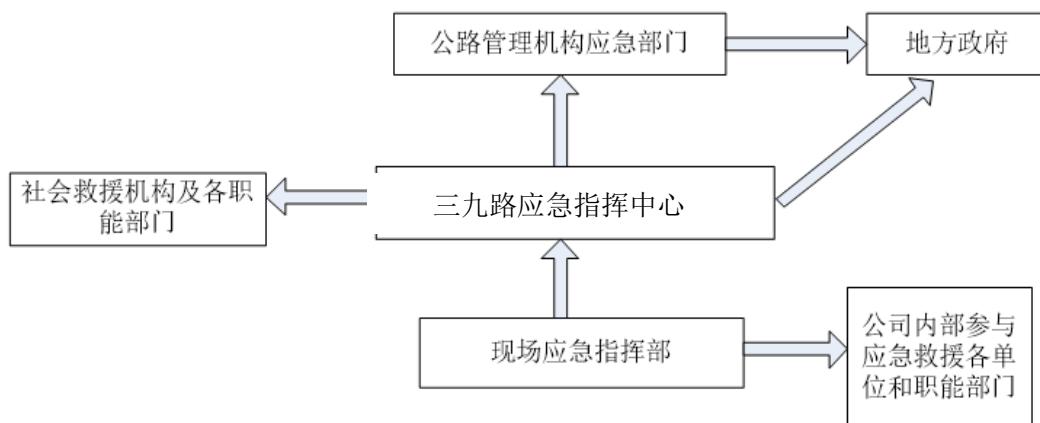 公路管理机构应急部门
地方政府
社会救援机构及各职
能部门
三九路应急指挥中心
现场应急指挥部
公司内部参与
应急救援各单
位和职能部门